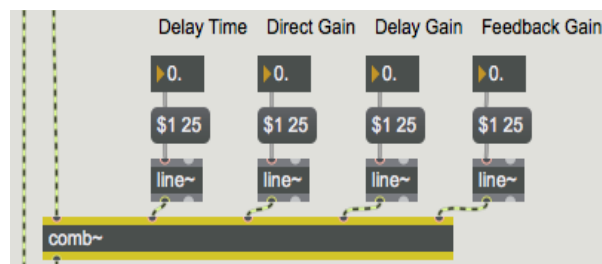 Delay Time Direct Gain Delay Gain Feedback Gain
0. 0. 0. 0.
$1 25 $1 25 $1 25 $1 25
line~ line~ line~ line~
comb~